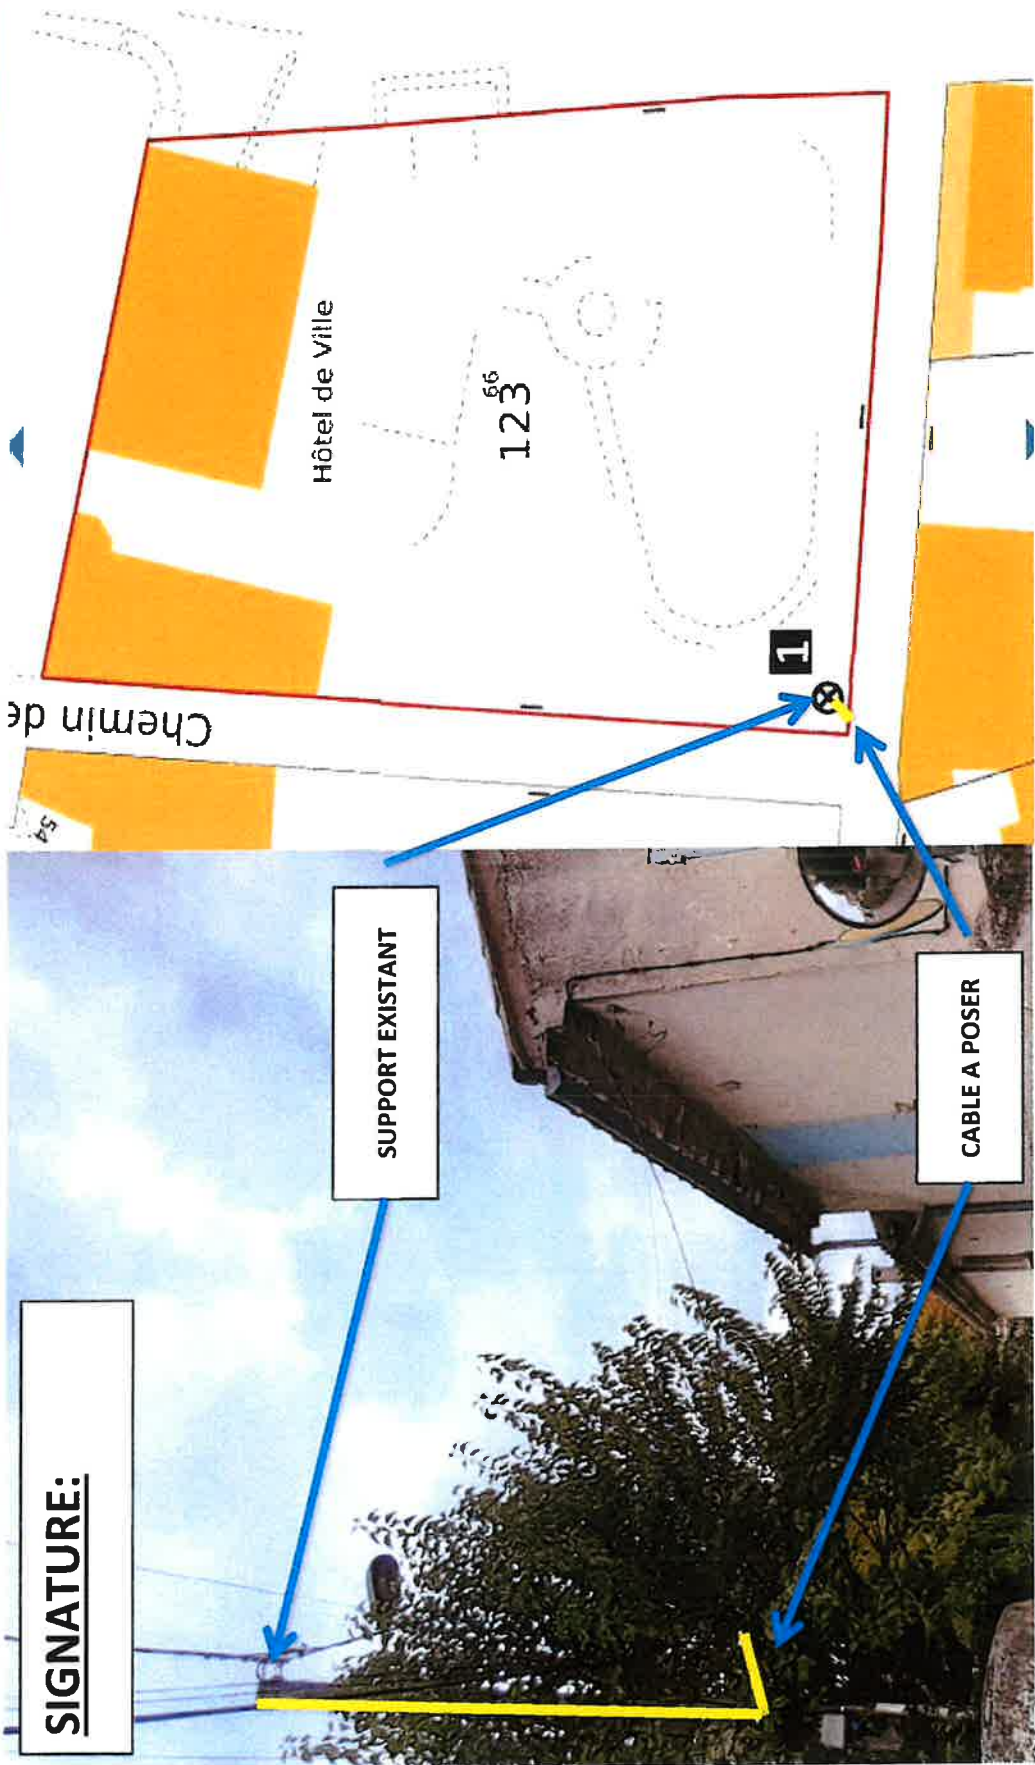 SIGNATURE:
SUPPORT EXISTANT
CABLE A POSER
54
Chemin de
Hôtel de Ville
123
66
1